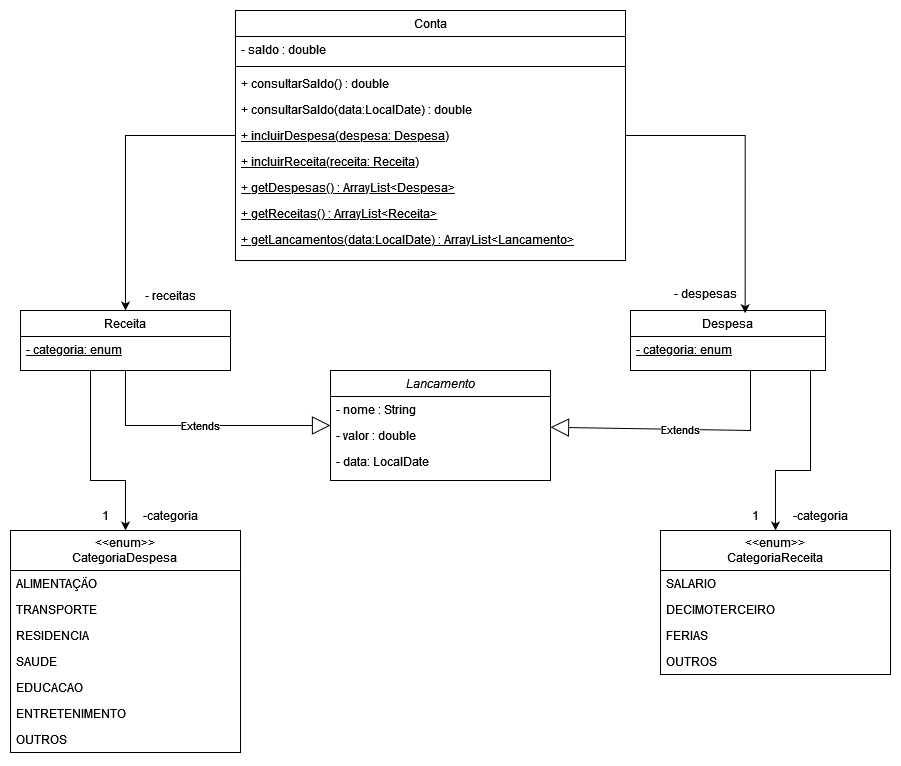 Conta
- saldo : double
+ consultarSaldo() : double
+ consultarSaldo(data:LocalDate) : double
+ incluirDespesa(despesa: Despesa)
+ incluirReceita(receita: Receita)
+ getDespesas() : ArrayList<Despesa>
+ getReceitas() : ArrayList<Receita>
+ getLancamentos(data:LocalDate) : ArrayList<Lancamento>
- receitas
- despesas
Receita
- categoria: enum
Despesa
- categoria: enum
Lancamento
- nome : String
- valor : double
- data: LocalDate
Extends
Extends
1
-categoria
1
-categoria
<<enum>>
CategoriaDespesa
ALIMENTAÇÃO
TRANSPORTE
RESIDENCIA
SAUDE
EDUCACAO
ENTRETENIMENTO
OUTROS
<<enum>>
CategoriaReceita
SALARIO
DECIMOTERCEIRO
FERIAS
OUTROS